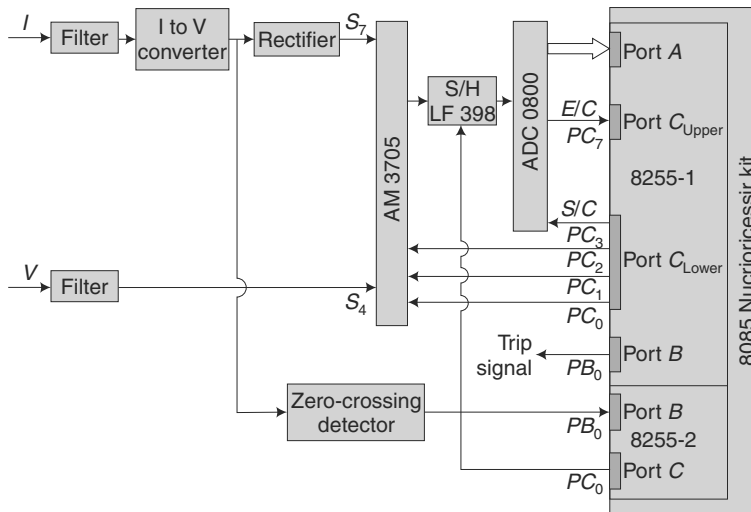 I
Filter
I to V
converter
Rectifier
S7
AM 3705
S/H
LF 398
ADC 0800
E/C
PC7
S/C
PC3
PC2
PC1
PC0
Port A
Port CUpper
8255-1
Port CLower
Port B
8085 Nucrioricessir kit
V
Filter
S4
Trip
signal
PB0
Zero-crossing
detector
PB0
Port B
8255-2
PC0
Port C